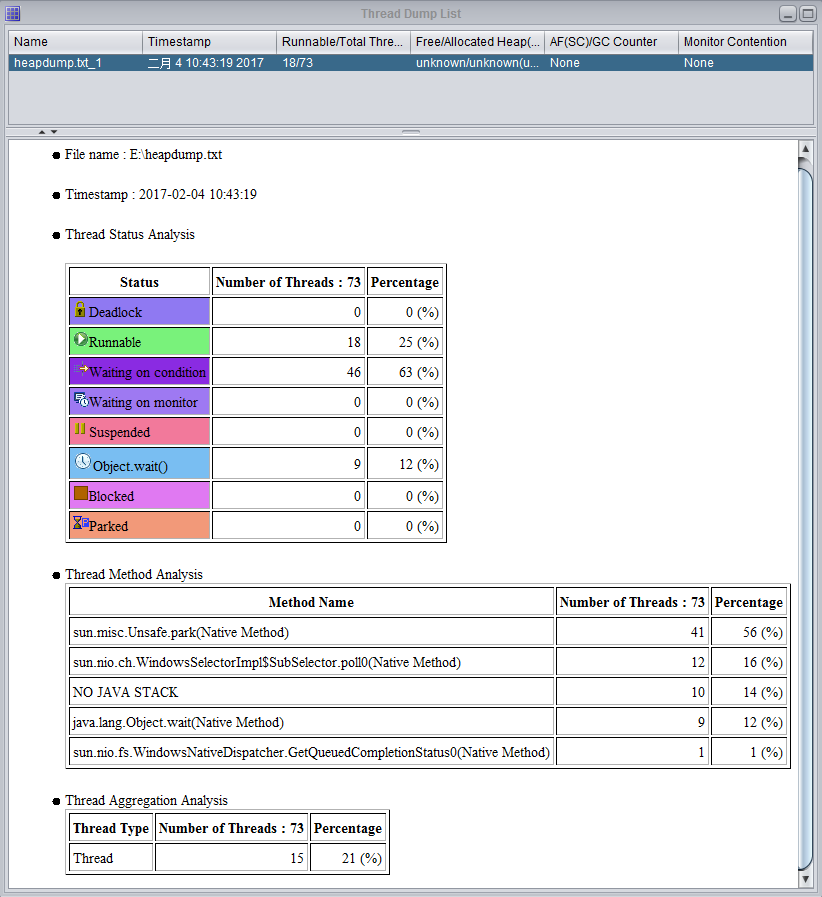 Thread Dump List
Name Timestamp Runnable/Total Thre... Free/Allocated Heap(... AF(SC)/GC Counter Monitor Contention
heapdump.txt_1 二月 4 10:43:19 2017 18/73 unknown/unknown(u... None None
File name : E:\heapdump.txt
Timestamp : 2017-02-04 10:43:19
Thread Status Analysis
Status Number of Threads : 73 Percentage
Deadlock 0 0 (%)
Runnable 18 25 (%)
Waiting on condition 46 63 (%)
Waiting on monitor 0 0 (%)
Suspended 0 0 (%)
Object.wait() 9 12 (%)
Blocked 0 0 (%)
Parked 0 0 (%)
Thread Method Analysis
Method Name Number of Threads : 73 Percentage
sun.misc.Unsafe.park(Native Method) 41 56 (%)
sun.nio.ch.WindowsSelectorImpl$SubSelector.poll0(Native Method) 12 16 (%)
NO JAVA STACK 10 14 (%)
java.lang.Object.wait(Native Method) 9 12 (%)
sun.nio.fs.WindowsNativeDispatcher.GetQueuedCompletionStatus0(Native Method) 1 1 (%)
Thread Aggregation Analysis
Thread Type Number of Threads : 73 Percentage
Thread 15 21 (%)